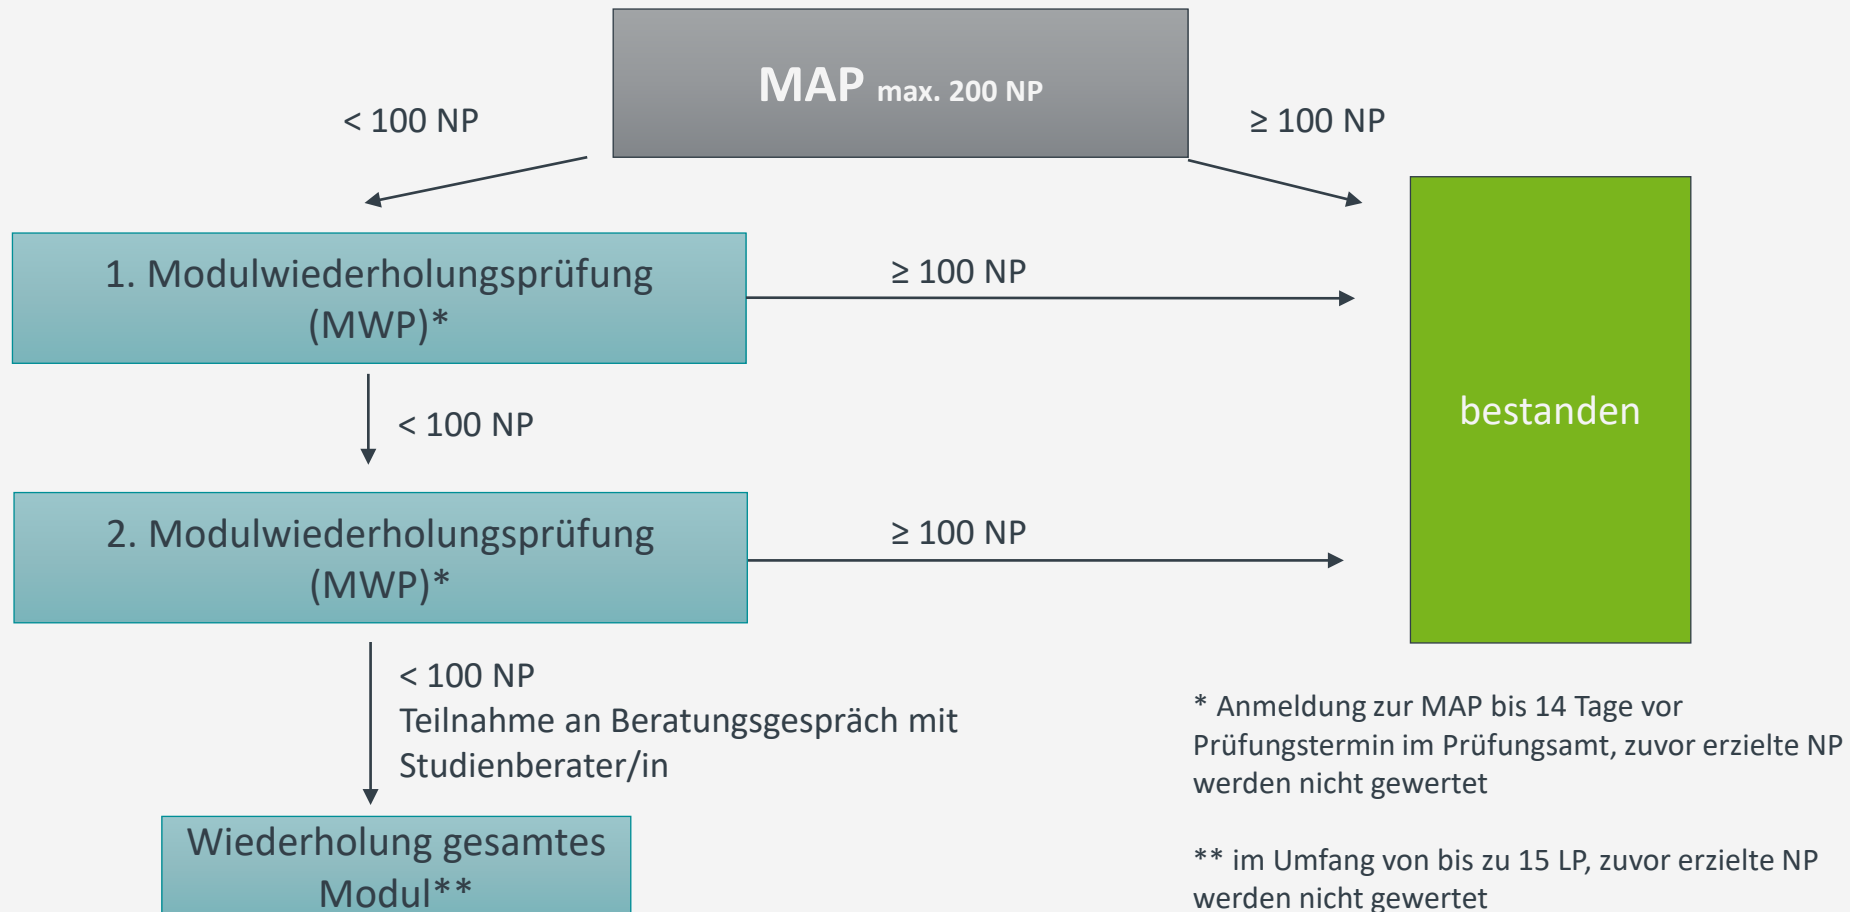 MAP max. 200 NP
< 100 NP
≥ 100 NP
1. Modulwiederholungsprüfung
(MWP)*
≥ 100 NP
bestanden
< 100 NP
2. Modulwiederholungsprüfung
(MWP)*
≥ 100 NP
< 100 NP
Teilnahme an Beratungsgespräch mit
Studienberater/in
Wiederholung gesamtes
Modul**
* Anmeldung zur MAP bis 14 Tage vor
Prüfungstermin im Prüfungsamt, zuvor erzielte NP
werden nicht gewertet
** im Umfang von bis zu 15 LP, zuvor erzielte NP
werden nicht gewertet